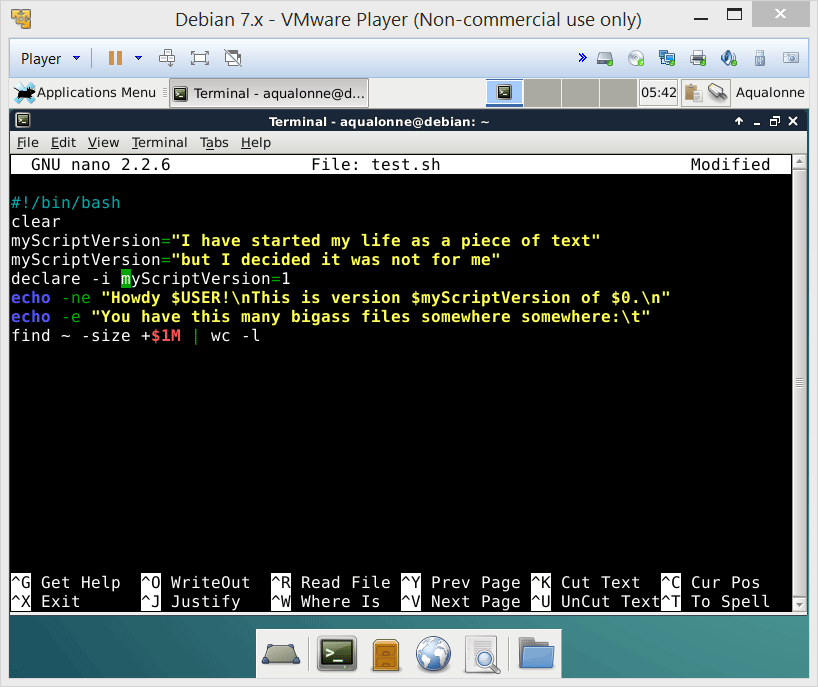 Debian 7.x - VMware Player (Non-commercial use only)
Player
Applications Menu
Terminal - aqualonne@d...
05:42
Aqualonne
Terminal - aqualonne@debian: ~
File Edit View Terminal Tabs Help
GNU nano 2.2.6 File: test.sh Modified
#!/bin/bash
clear
myScriptVersion="I have started my life as a piece of text"
myScriptVersion="but I decided it was not for me"
declare -i myScriptVersion=1
echo -ne "Howdy $USER!\nThis is version $myScriptVersion of $0.\n"
echo -e "You have this many bigass files somewhere somewhere:\t"
find ~ -size +$1M | wc -l
^G Get Help ^O WriteOut ^R Read File ^Y Prev Page ^K Cut Text ^C Cur Pos
^X Exit ^J Justify ^W Where Is ^V Next Page ^U UnCut Text^T To Spell